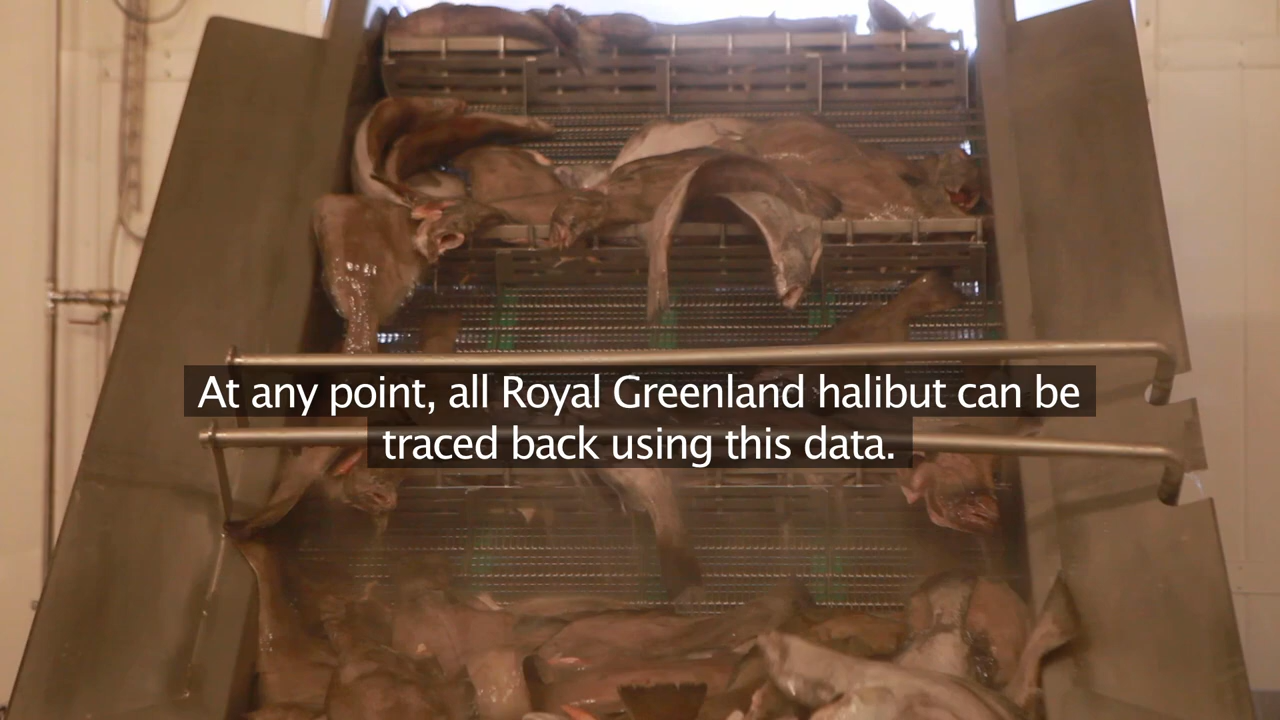 At any point, all Royal Greenland halibut can be
traced back using this data.